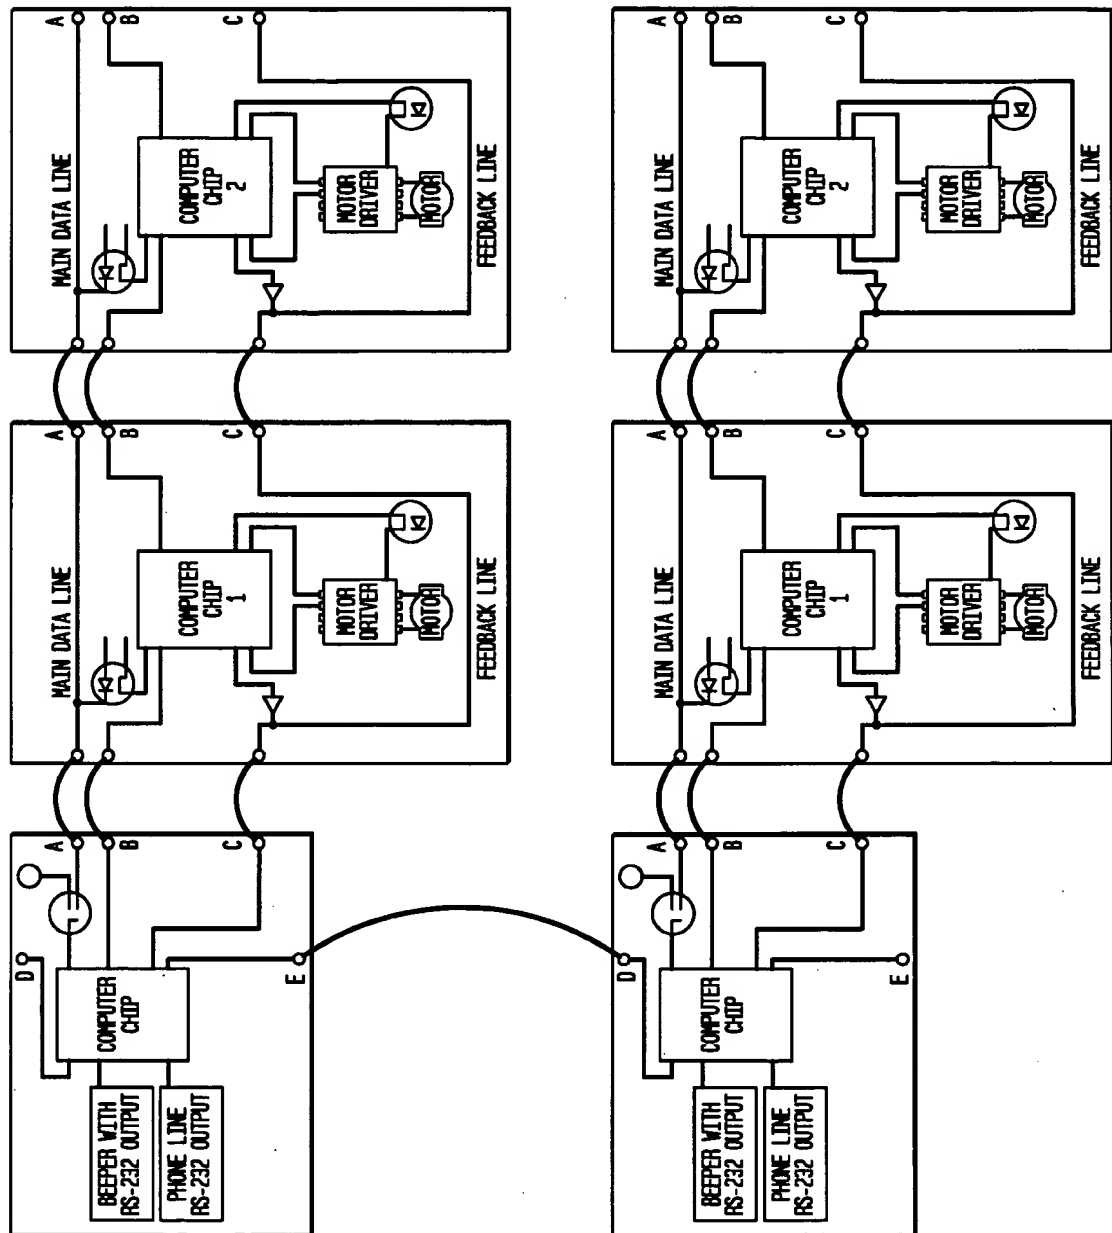 A
B
C
MAIN DATA LINE
COMPUTER
CHIP
2
MOTOR
DRIVER
MOTOR
FEEDBACK LINE
A
B
C
MAIN DATA LINE
COMPUTER
CHIP
2
MOTOR
DRIVER
MOTOR
FEEDBACK LINE
A
B
C
MAIN DATA LINE
COMPUTER
CHIP
1
MOTOR
DRIVER
MOTOR
FEEDBACK LINE
A
B
C
MAIN DATA LINE
COMPUTER
CHIP
1
MOTOR
DRIVER
MOTOR
FEEDBACK LINE
A
B
C
D
E
COMPUTER
CHIP
BEEPER WITH
RS-232 OUTPUT
PHONE LINE
RS-232 OUTPUT
A
B
C
D
E
COMPUTER
CHIP
BEEPER WITH
RS-232 OUTPUT
PHONE LINE
RS-232 OUTPUT